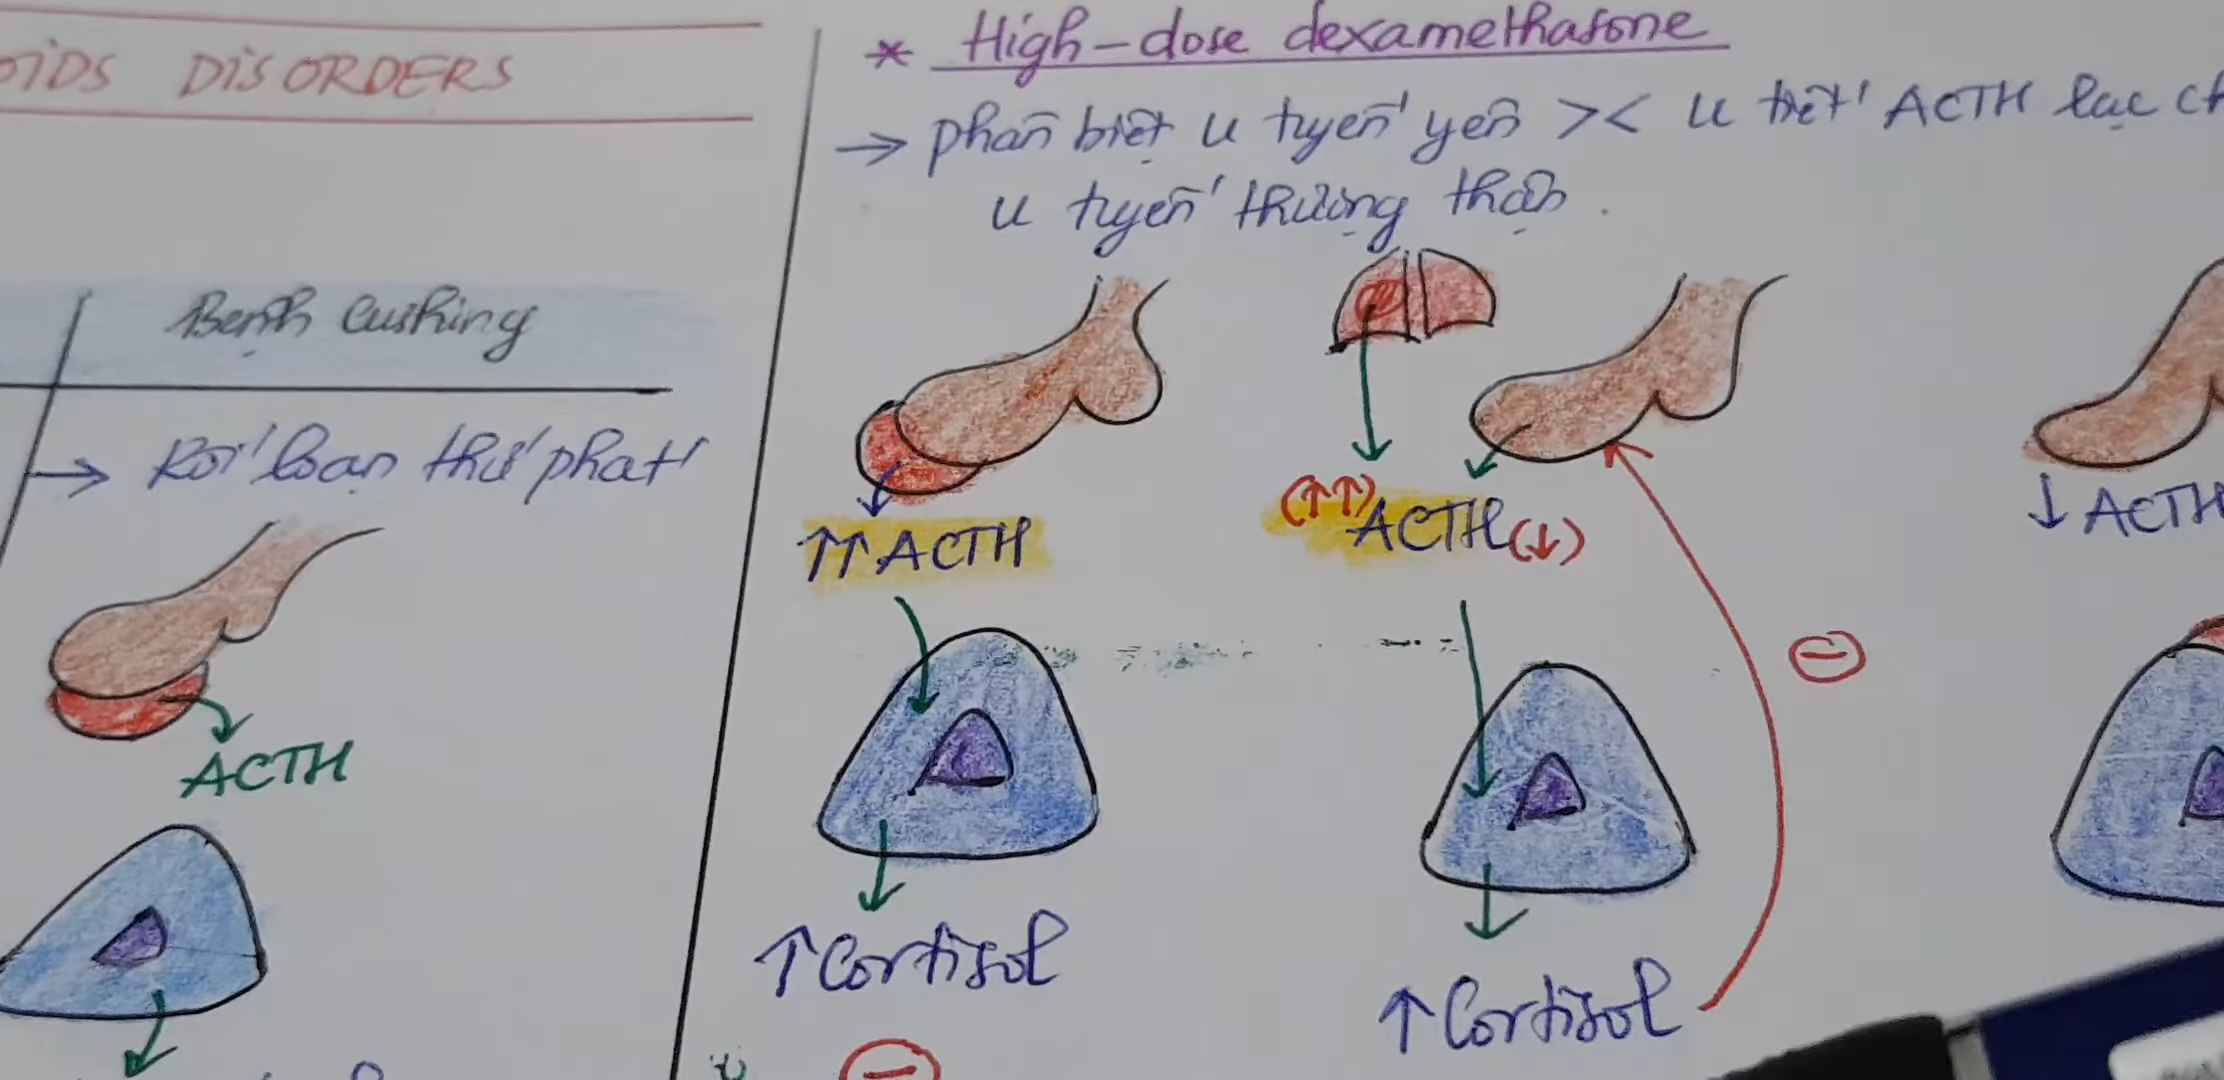 OIDS DISORDERS
Bệnh Cushing
→ Rối loạn thứ phát
ACTH
* High-dose dexamethasone
→ phân biệt u tuyến yên >< u tiết ACTH lạc ch
u tuyến thượng thận.
↑↑ ACTH
↑ Cortisol
(↑↑) ACTH (↓)
⊖
↑ Cortisol
↓ ACTH
⊖